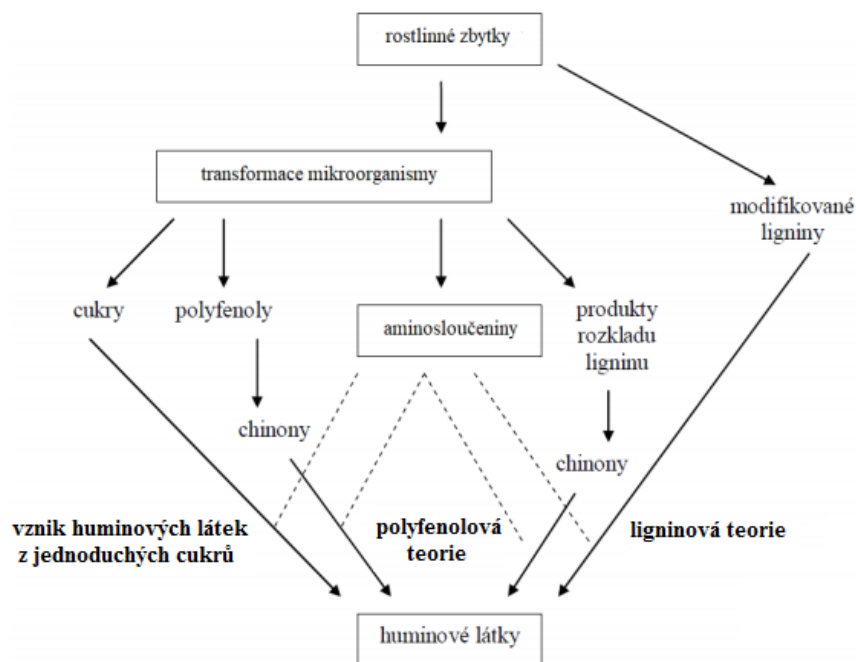 rostlinné zbytky
transformace mikroorganismy
modifikované
ligniny
cukry
polyfenoly
aminosloučeniny
produkty
rozkladu
ligninu
chinony
chinony
vznik huminových látek
z jednoduchých cukrů
polyfenolová
teorie
ligninová teorie
huminové látky